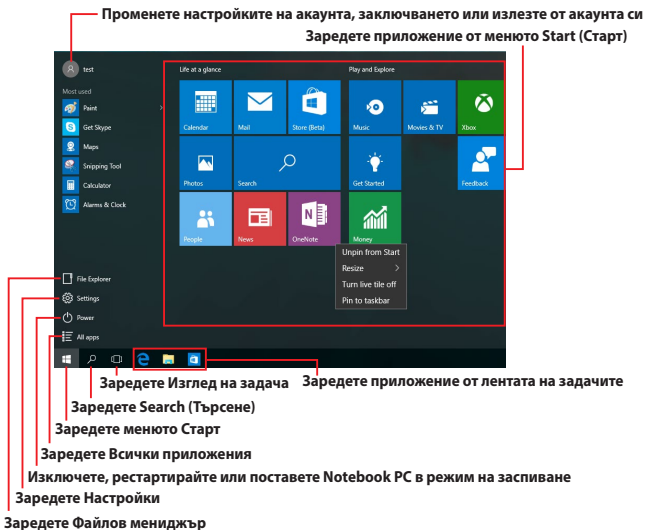 Променете настройките на акаунта, заключването или излезте от акаунта си
Заредете приложение от менюто Start (Старт)
test
Life at a glance
Play and Explore
Most used
Paint
Get Skype
Maps
Snipping Tool
Calculator
Alarms & Clock
Calendar
Mail
Store (Beta)
Music
Movies & TV
Xbox
Photos
Search
Get Started
Feedback
People
News
OneNote
Money
Unpin from Start
Resize
Turn live tile off
Pin to taskbar
File Explorer
Settings
Power
All apps
Заредете Изглед на задача
Заредете приложение от лентата на задачите
Заредете Search (Търсене)
Заредете менюто Старт
Заредете Всички приложения
Изключете, рестартирайте или поставете Notebook PC в режим на заспиване
Заредете Настройки
Заредете Файлов мениджър